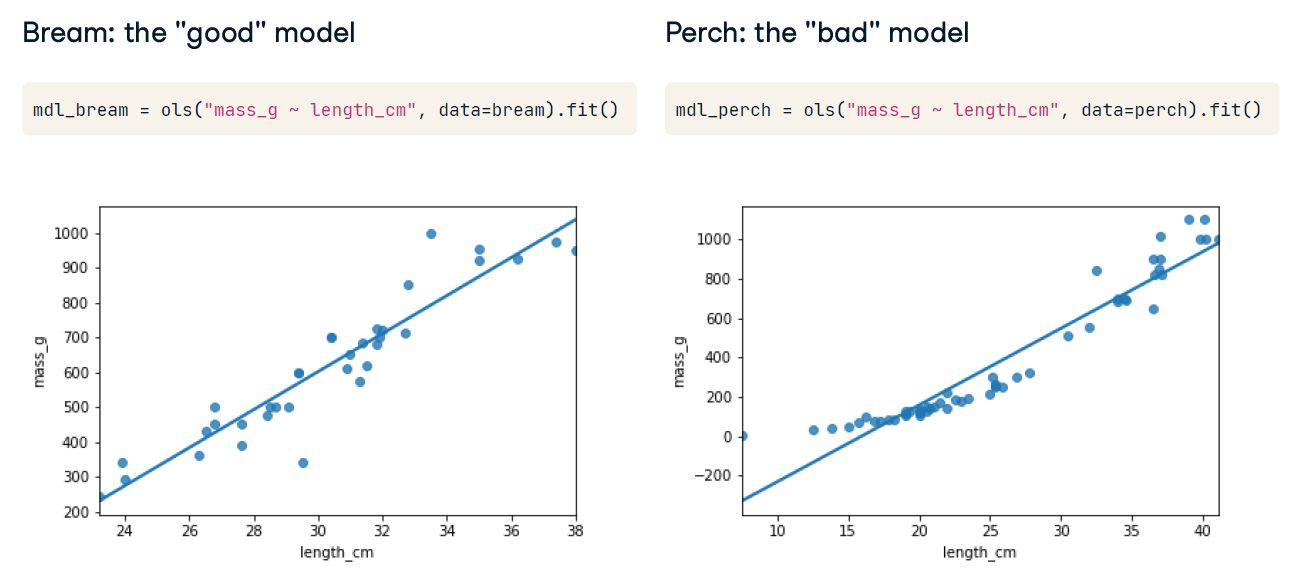 Bream: the "good" model
mdl_bream = ols("mass_g ~ length_cm", data=bream).fit()
1000
900
800
700
600
500
400
300
200
mass_g
24 26 28 30 32 34 36 38
length_cm
Perch: the "bad" model
mdl_perch = ols("mass_g ~ length_cm", data=perch).fit()
1000
800
600
400
200
0
−200
mass_g
10 15 20 25 30 35 40
length_cm